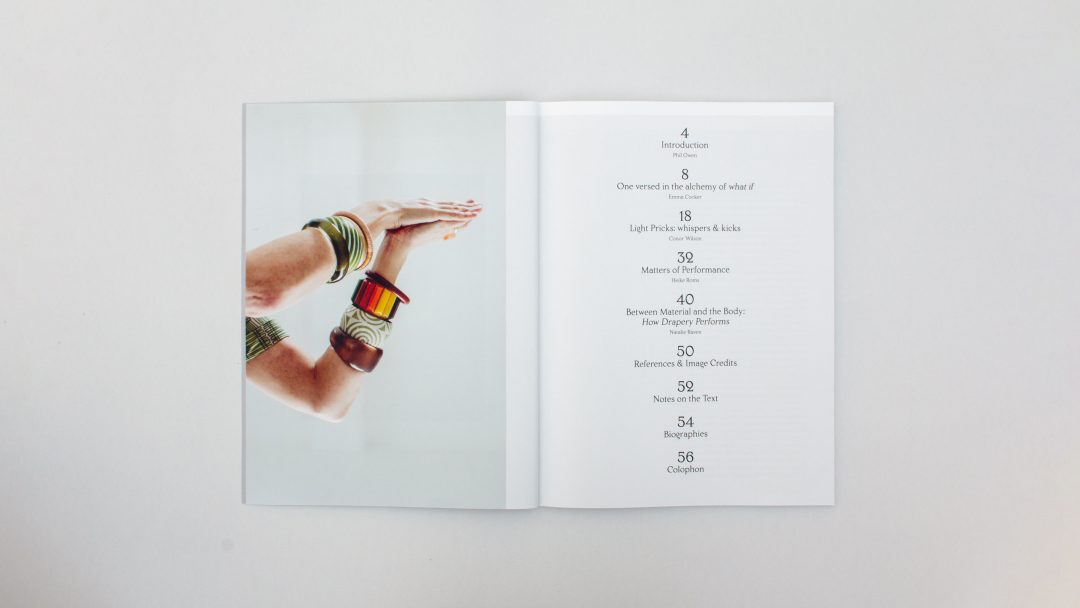 4
Introduction
Phil Owen
8
One versed in the alchemy of what if
Emma Cocker
18
Light Pricks: whispers & kicks
Conor Wilson
32
Matters of Performance
Heike Roms
40
Between Material and the Body:
How Drapery Performs
Natalie Raven
50
References & Image Credits
52
Notes on the Text
54
Biographies
56
Colophon